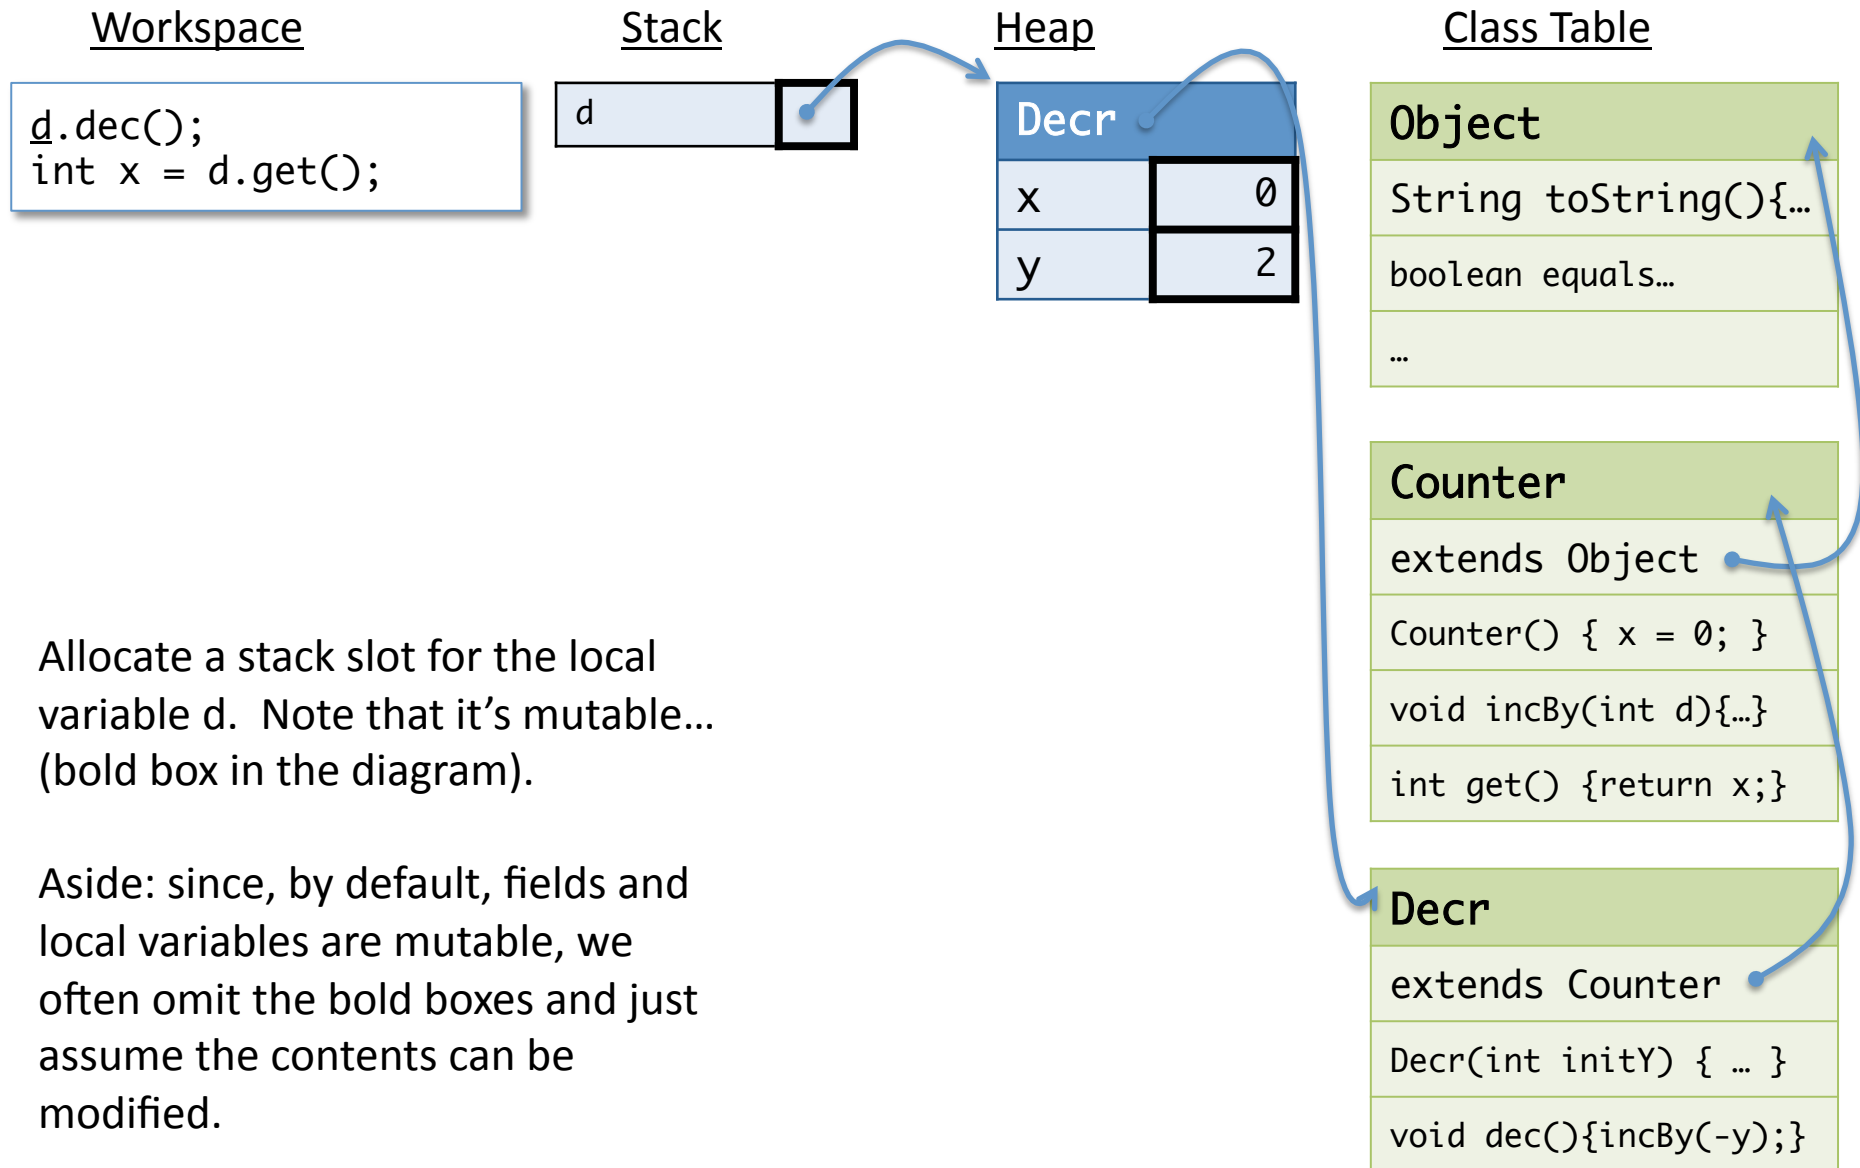 Workspace
Stack
Heap
Class Table
d.dec();
int x = d.get();
d
Decr
x 0
y 2
Object
String toString(){…
boolean equals…
…
Counter
extends Object
Counter() { x = 0; }
void incBy(int d){…}
int get() {return x;}
Decr
extends Counter
Decr(int initY) { … }
void dec(){incBy(-y);}
Allocate a stack slot for the local
variable d.  Note that it’s mutable…
(bold box in the diagram).
Aside: since, by default, fields and
local variables are mutable, we
often omit the bold boxes and just
assume the contents can be
modified.